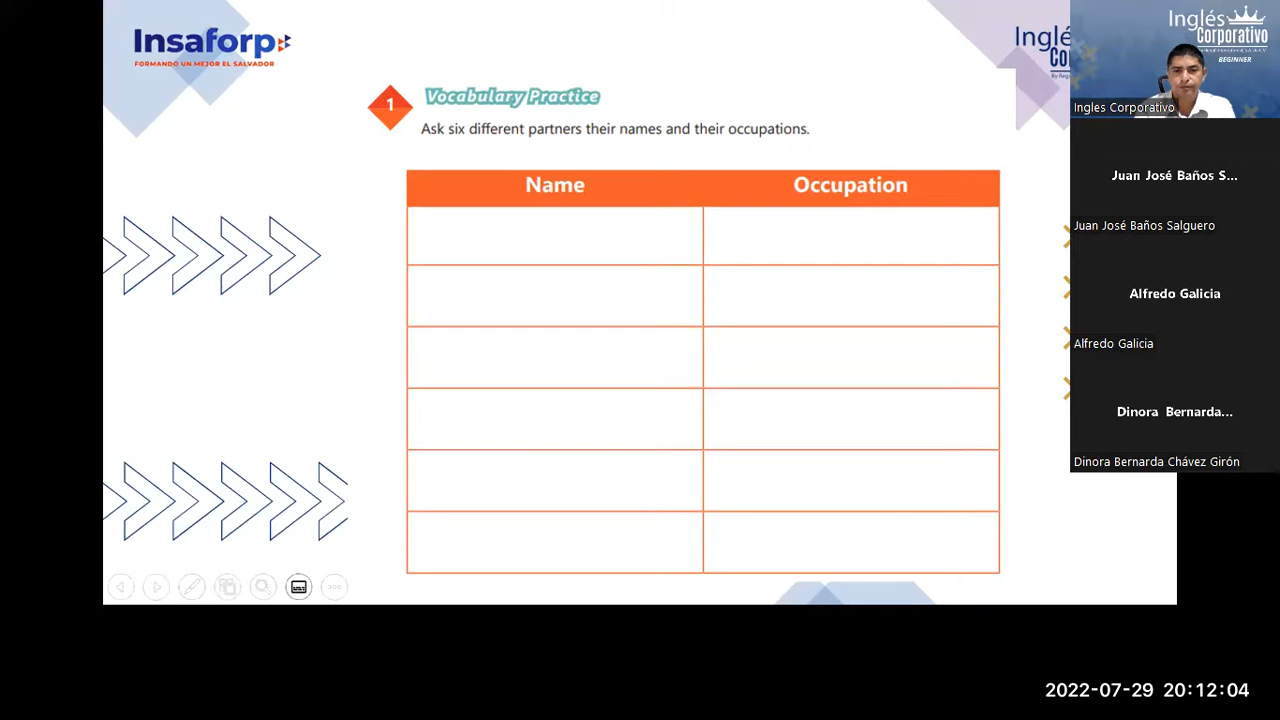 Insaforp
FORMANDO UN MEJOR EL SALVADOR
1
Vocabulary Practice
Ask six different partners their names and their occupations.
Name
Occupation
Inglés
Corporativo
BEGINNER
Ingles Corporativo
Juan José Baños S...
Juan José Baños Salguero
Alfredo Galicia
Alfredo Galicia
Dinora Bernarda...
Dinora Bernarda Chávez Girón
2022-07-29 20:12:04